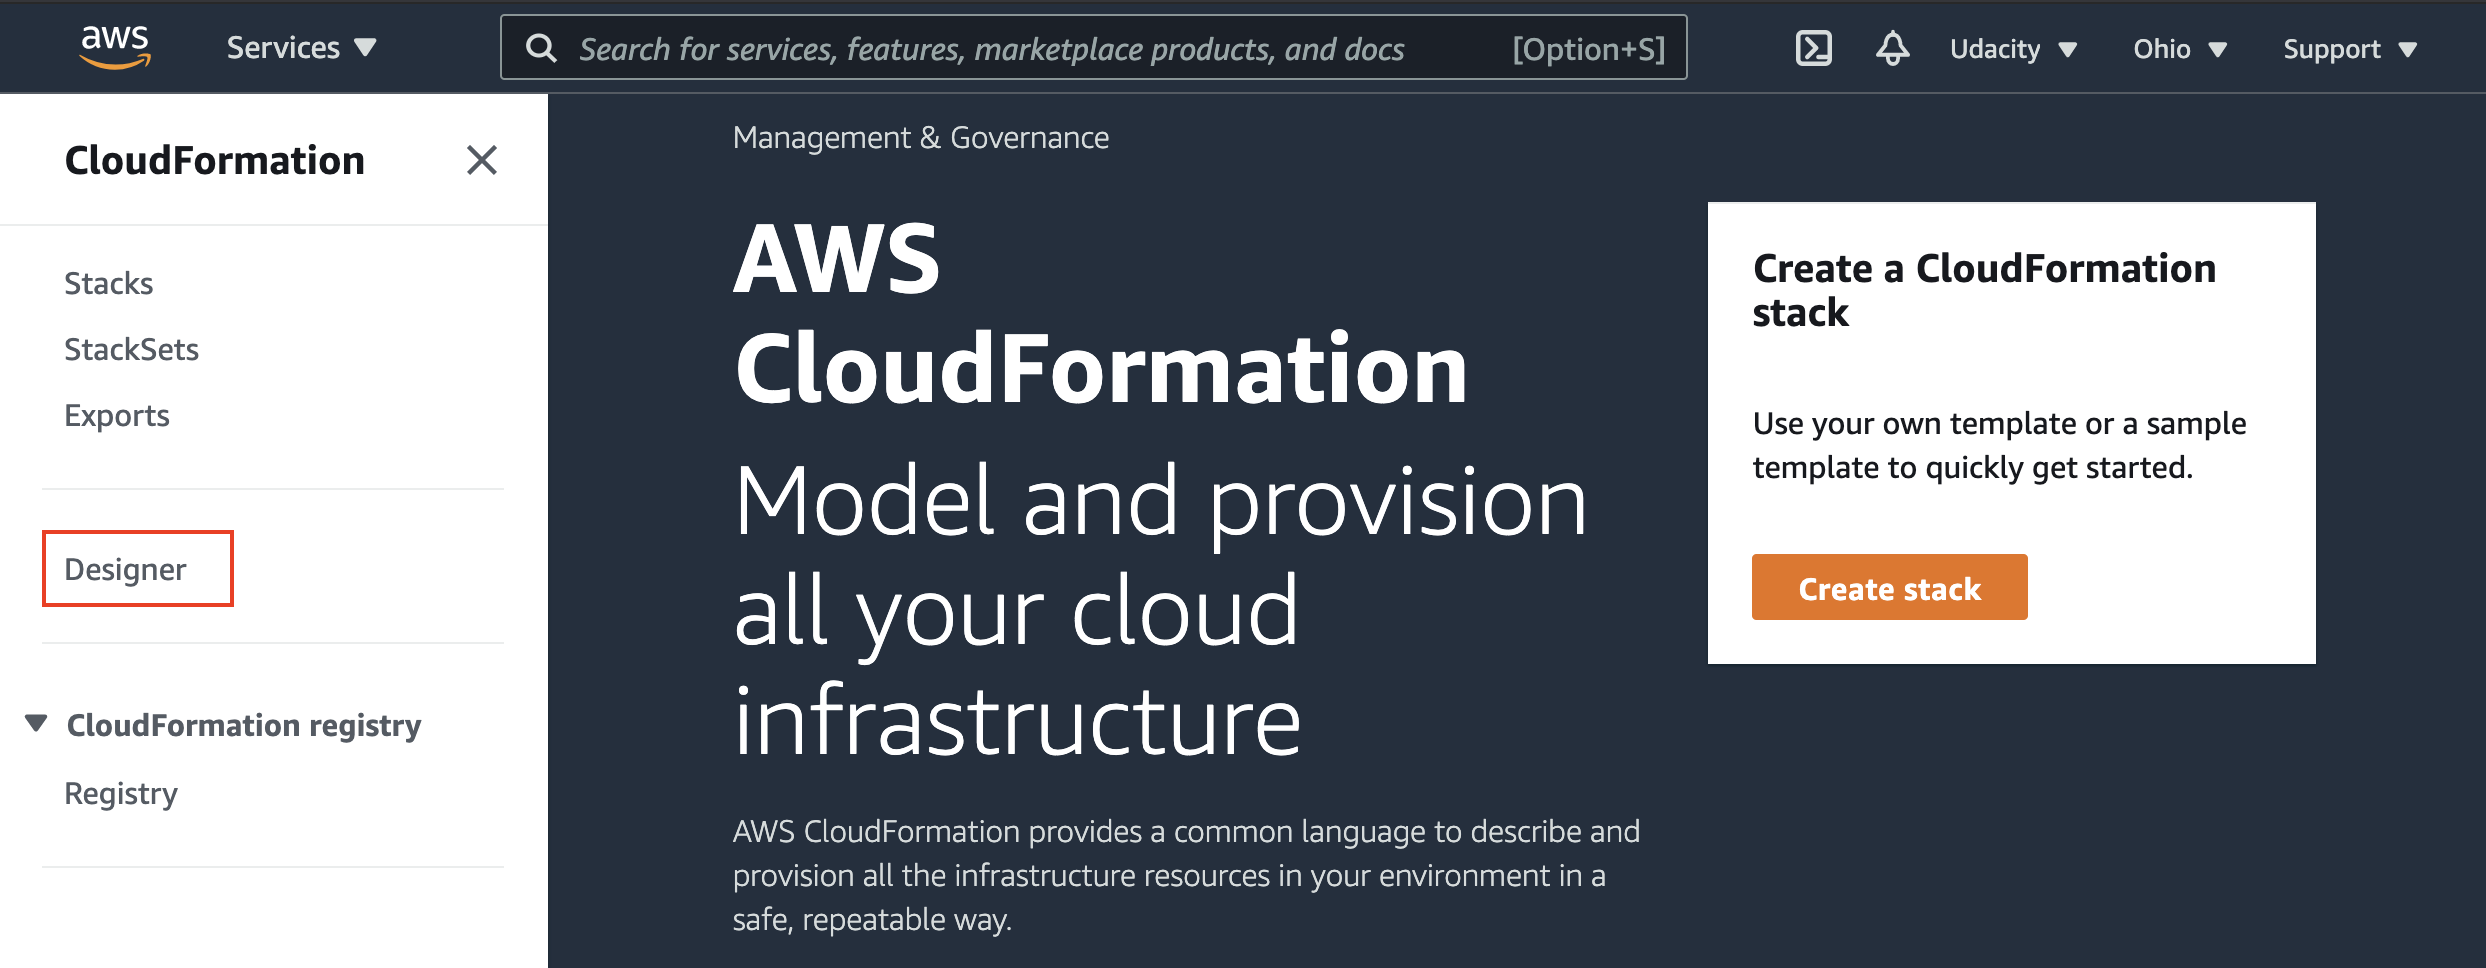 aws
Services
Search for services, features, marketplace products, and docs
[Option+S]
Udacity
Ohio
Support
CloudFormation
Stacks
StackSets
Exports
Designer
CloudFormation registry
Registry
Management & Governance
AWS
CloudFormation
Model and provision
all your cloud
infrastructure
AWS CloudFormation provides a common language to describe and
provision all the infrastructure resources in your environment in a
safe, repeatable way.
Create a CloudFormation
stack
Use your own template or a sample
template to quickly get started.
Create stack